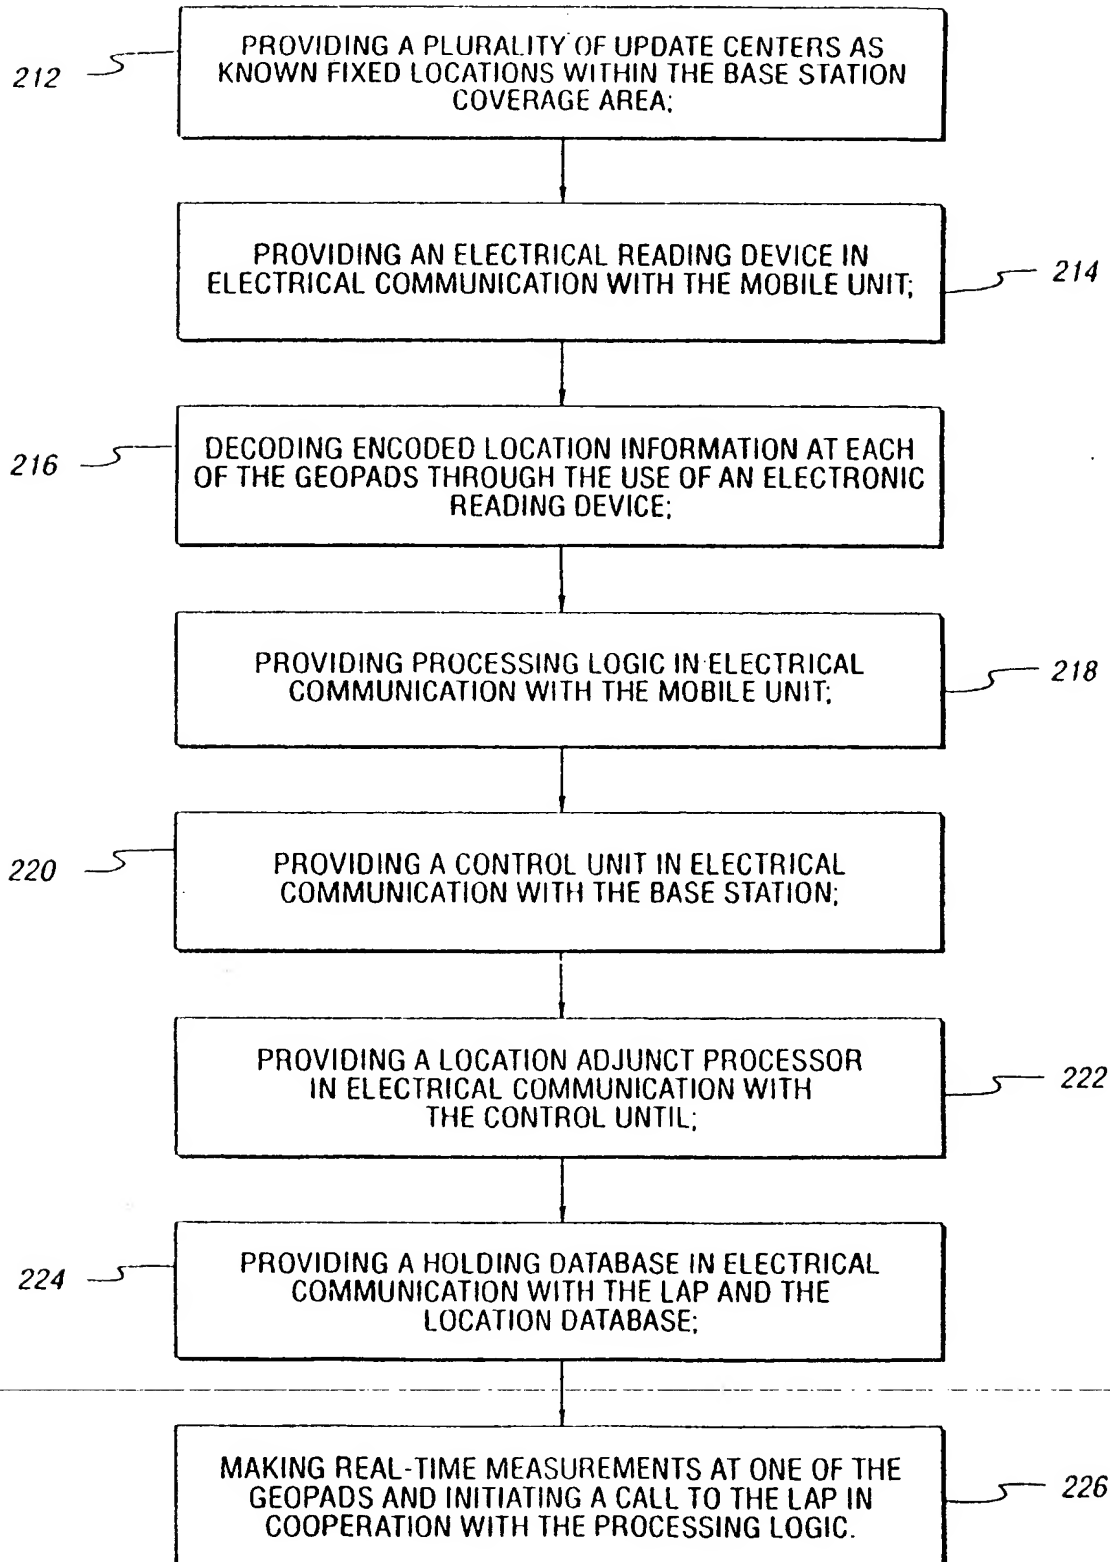 212
PROVIDING A PLURALITY OF UPDATE CENTERS AS
KNOWN FIXED LOCATIONS WITHIN THE BASE STATION
COVERAGE AREA;
PROVIDING AN ELECTRICAL READING DEVICE IN
ELECTRICAL COMMUNICATION WITH THE MOBILE UNIT;
214
216
DECODING ENCODED LOCATION INFORMATION AT EACH
OF THE GEOPADS THROUGH THE USE OF AN ELECTRONIC
READING DEVICE;
PROVIDING PROCESSING LOGIC IN ELECTRICAL
COMMUNICATION WITH THE MOBILE UNIT;
218
220
PROVIDING A CONTROL UNIT IN ELECTRICAL
COMMUNICATION WITH THE BASE STATION;
PROVIDING A LOCATION ADJUNCT PROCESSOR
IN ELECTRICAL COMMUNICATION WITH
THE CONTROL UNTIL;
222
224
PROVIDING A HOLDING DATABASE IN ELECTRICAL
COMMUNICATION WITH THE LAP AND THE
LOCATION DATABASE;
MAKING REAL-TIME MEASUREMENTS AT ONE OF THE
GEOPADS AND INITIATING A CALL TO THE LAP IN
COOPERATION WITH THE PROCESSING LOGIC.
226